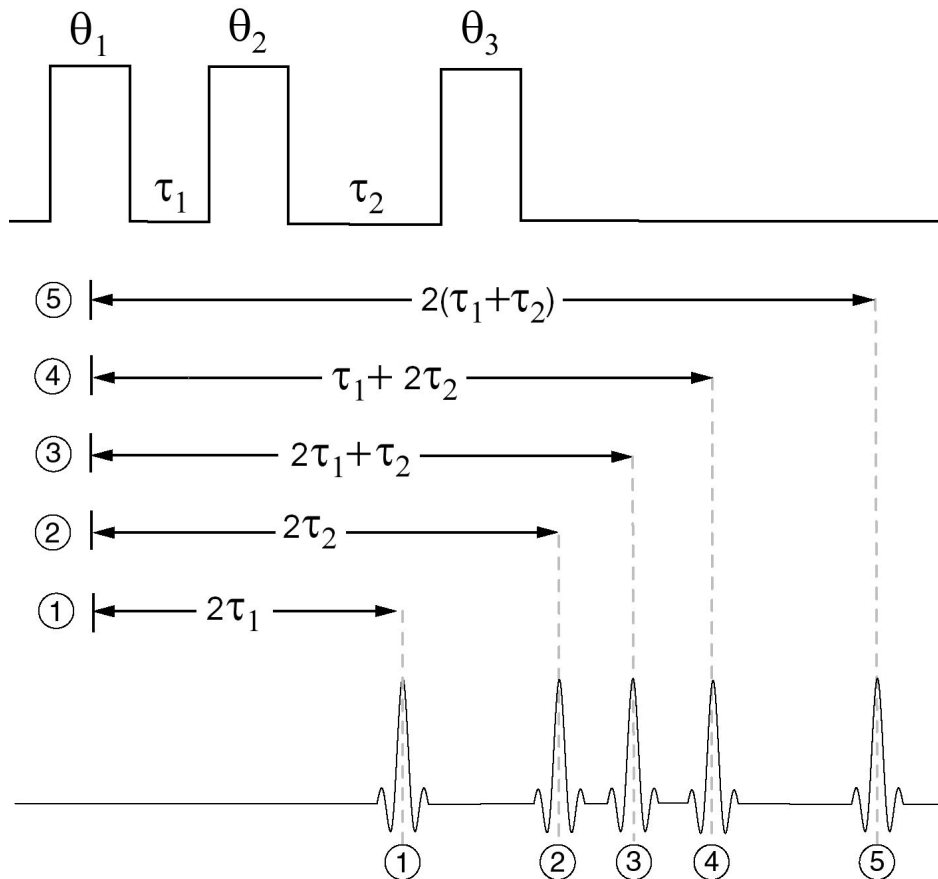 θ₁ θ₂ θ₃
τ₁ τ₂
⑤ 2(τ₁+τ₂)
④ τ₁+ 2τ₂
③ 2τ₁+τ₂
② 2τ₂
① 2τ₁
① ② ③ ④ ⑤